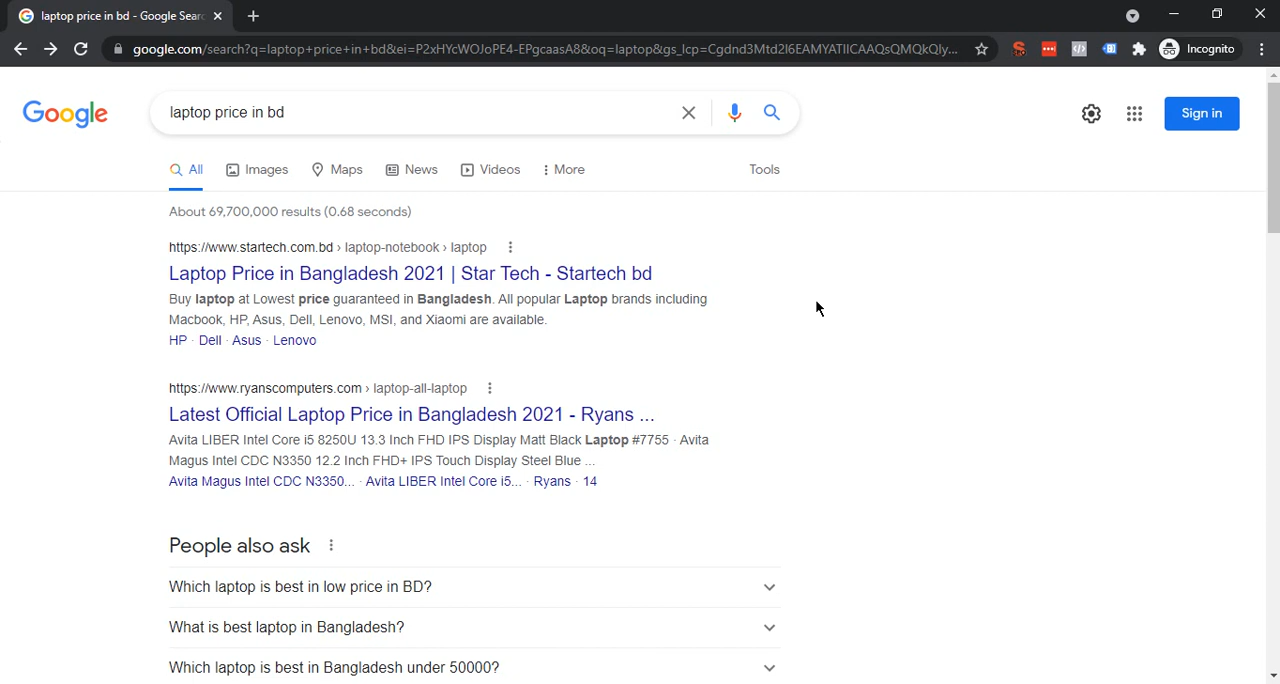 laptop price in bd - Google Searc
google.com/search?q=laptop+price+in+bd&ei=P2xHYcWOJoPE4-EPgcaasA8&oq=laptop&gs_lcp=Cgdnd3Mtd2l6EAMYATIICAAQsQMQkQIy...
Incognito
Google
laptop price in bd
Sign in
All
Images
Maps
News
Videos
More
Tools
About 69,700,000 results (0.68 seconds)
https://www.startech.com.bd › laptop-notebook › laptop
Laptop Price in Bangladesh 2021 | Star Tech - Startech bd
Buy laptop at Lowest price guaranteed in Bangladesh. All popular Laptop brands including
Macbook, HP, Asus, Dell, Lenovo, MSI, and Xiaomi are available.
HP · Dell · Asus · Lenovo
https://www.ryanscomputers.com › laptop-all-laptop
Latest Official Laptop Price in Bangladesh 2021 - Ryans ...
Avita LIBER Intel Core i5 8250U 13.3 Inch FHD IPS Display Matt Black Laptop #7755 · Avita
Magus Intel CDC N3350 12.2 Inch FHD+ IPS Touch Display Steel Blue ...
Avita Magus Intel CDC N3350... · Avita LIBER Intel Core i5... · Ryans · 14
People also ask
Which laptop is best in low price in BD?
What is best laptop in Bangladesh?
Which laptop is best in Bangladesh under 50000?